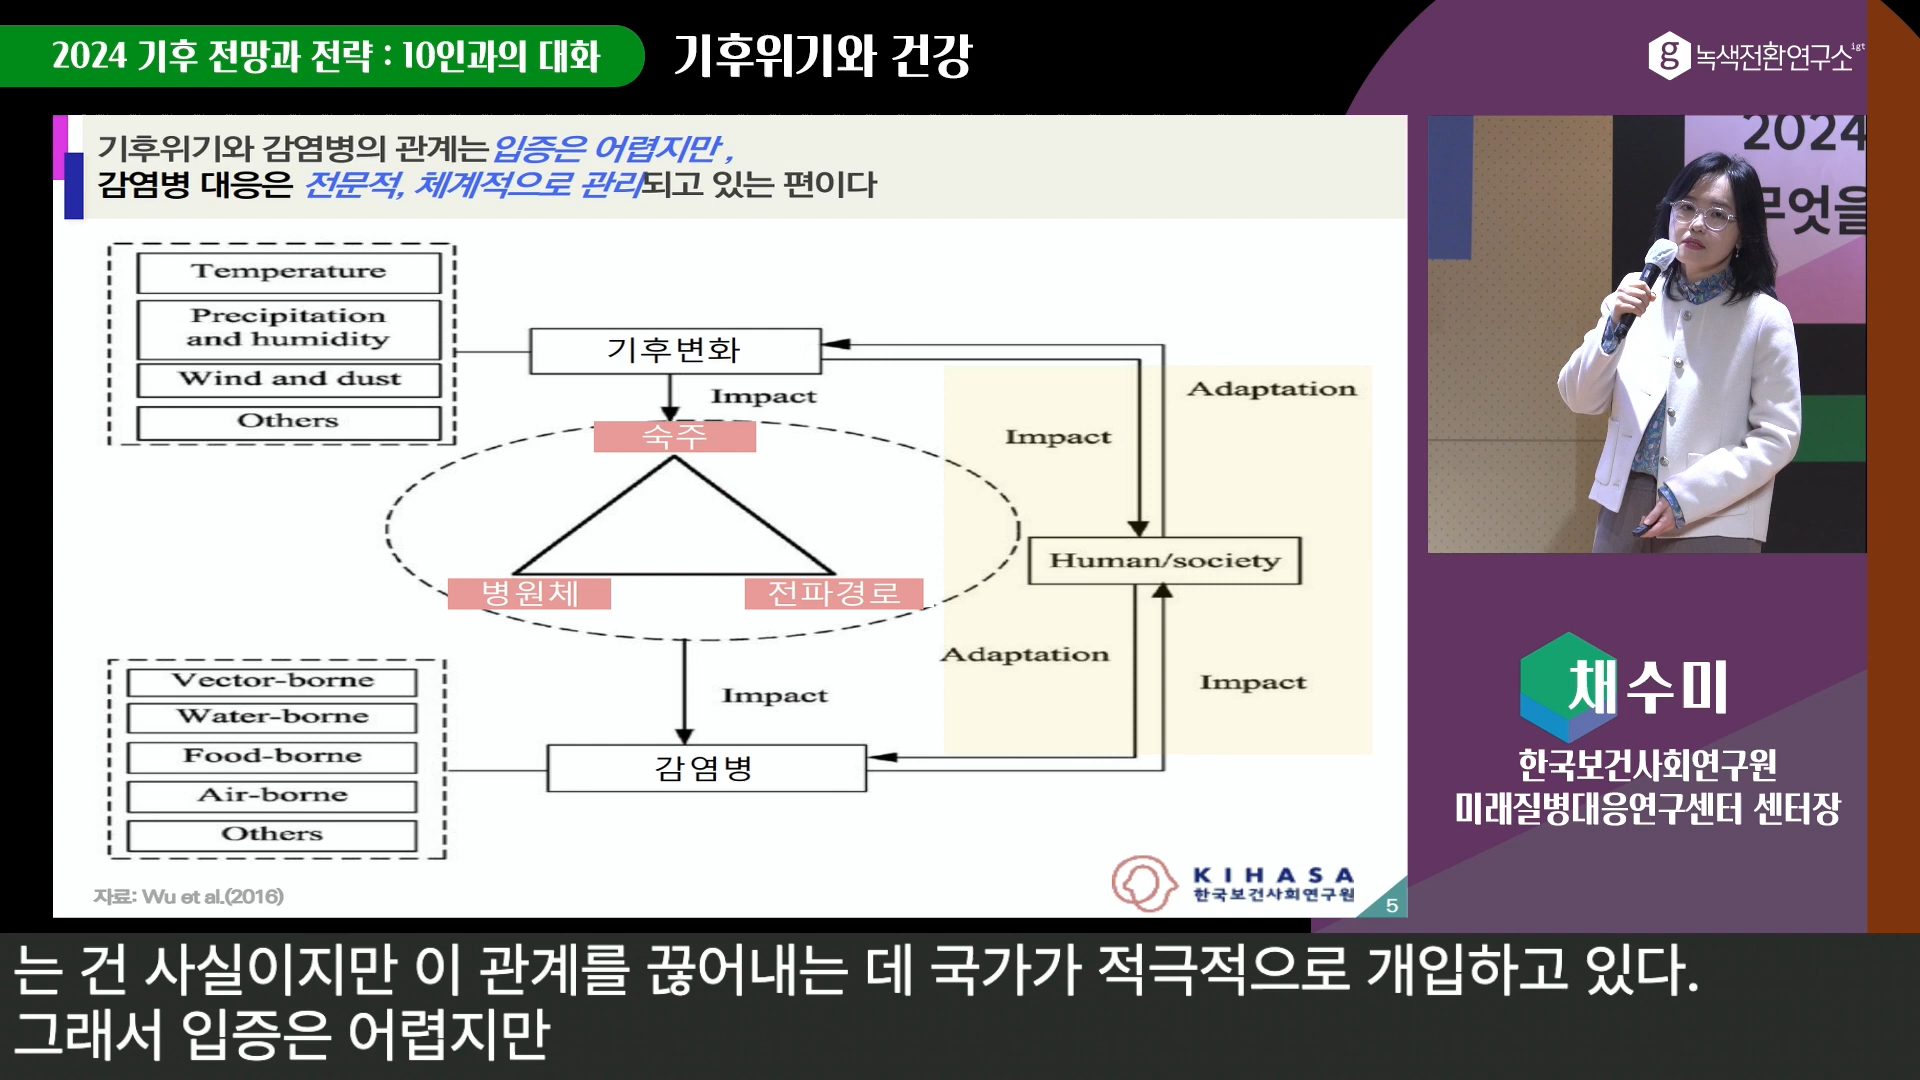 2024 기후 전망과 전략 : 10인과의 대화
기후위기와 건강
녹색전환연구소 igt
기후위기와 감염병의 관계는 입증은 어렵지만,
감염병 대응은 전문적, 체계적으로 관리되고 있는 편이다
Temperature
Precipitation
and humidity
Wind and dust
Others
기후변화
Impact
숙주
병원체
전파경로
Impact
감염병
Vector-borne
Water-borne
Food-borne
Air-borne
Others
Adaptation
Impact
Human/society
Adaptation
Impact
자료: Wu et al.(2016)
KIHASA
한국보건사회연구원
5
2024
무엇을
채수미
한국보건사회연구원
미래질병대응연구센터 센터장
는 건 사실이지만 이 관계를 끊어내는 데 국가가 적극적으로 개입하고 있다.
그래서 입증은 어렵지만